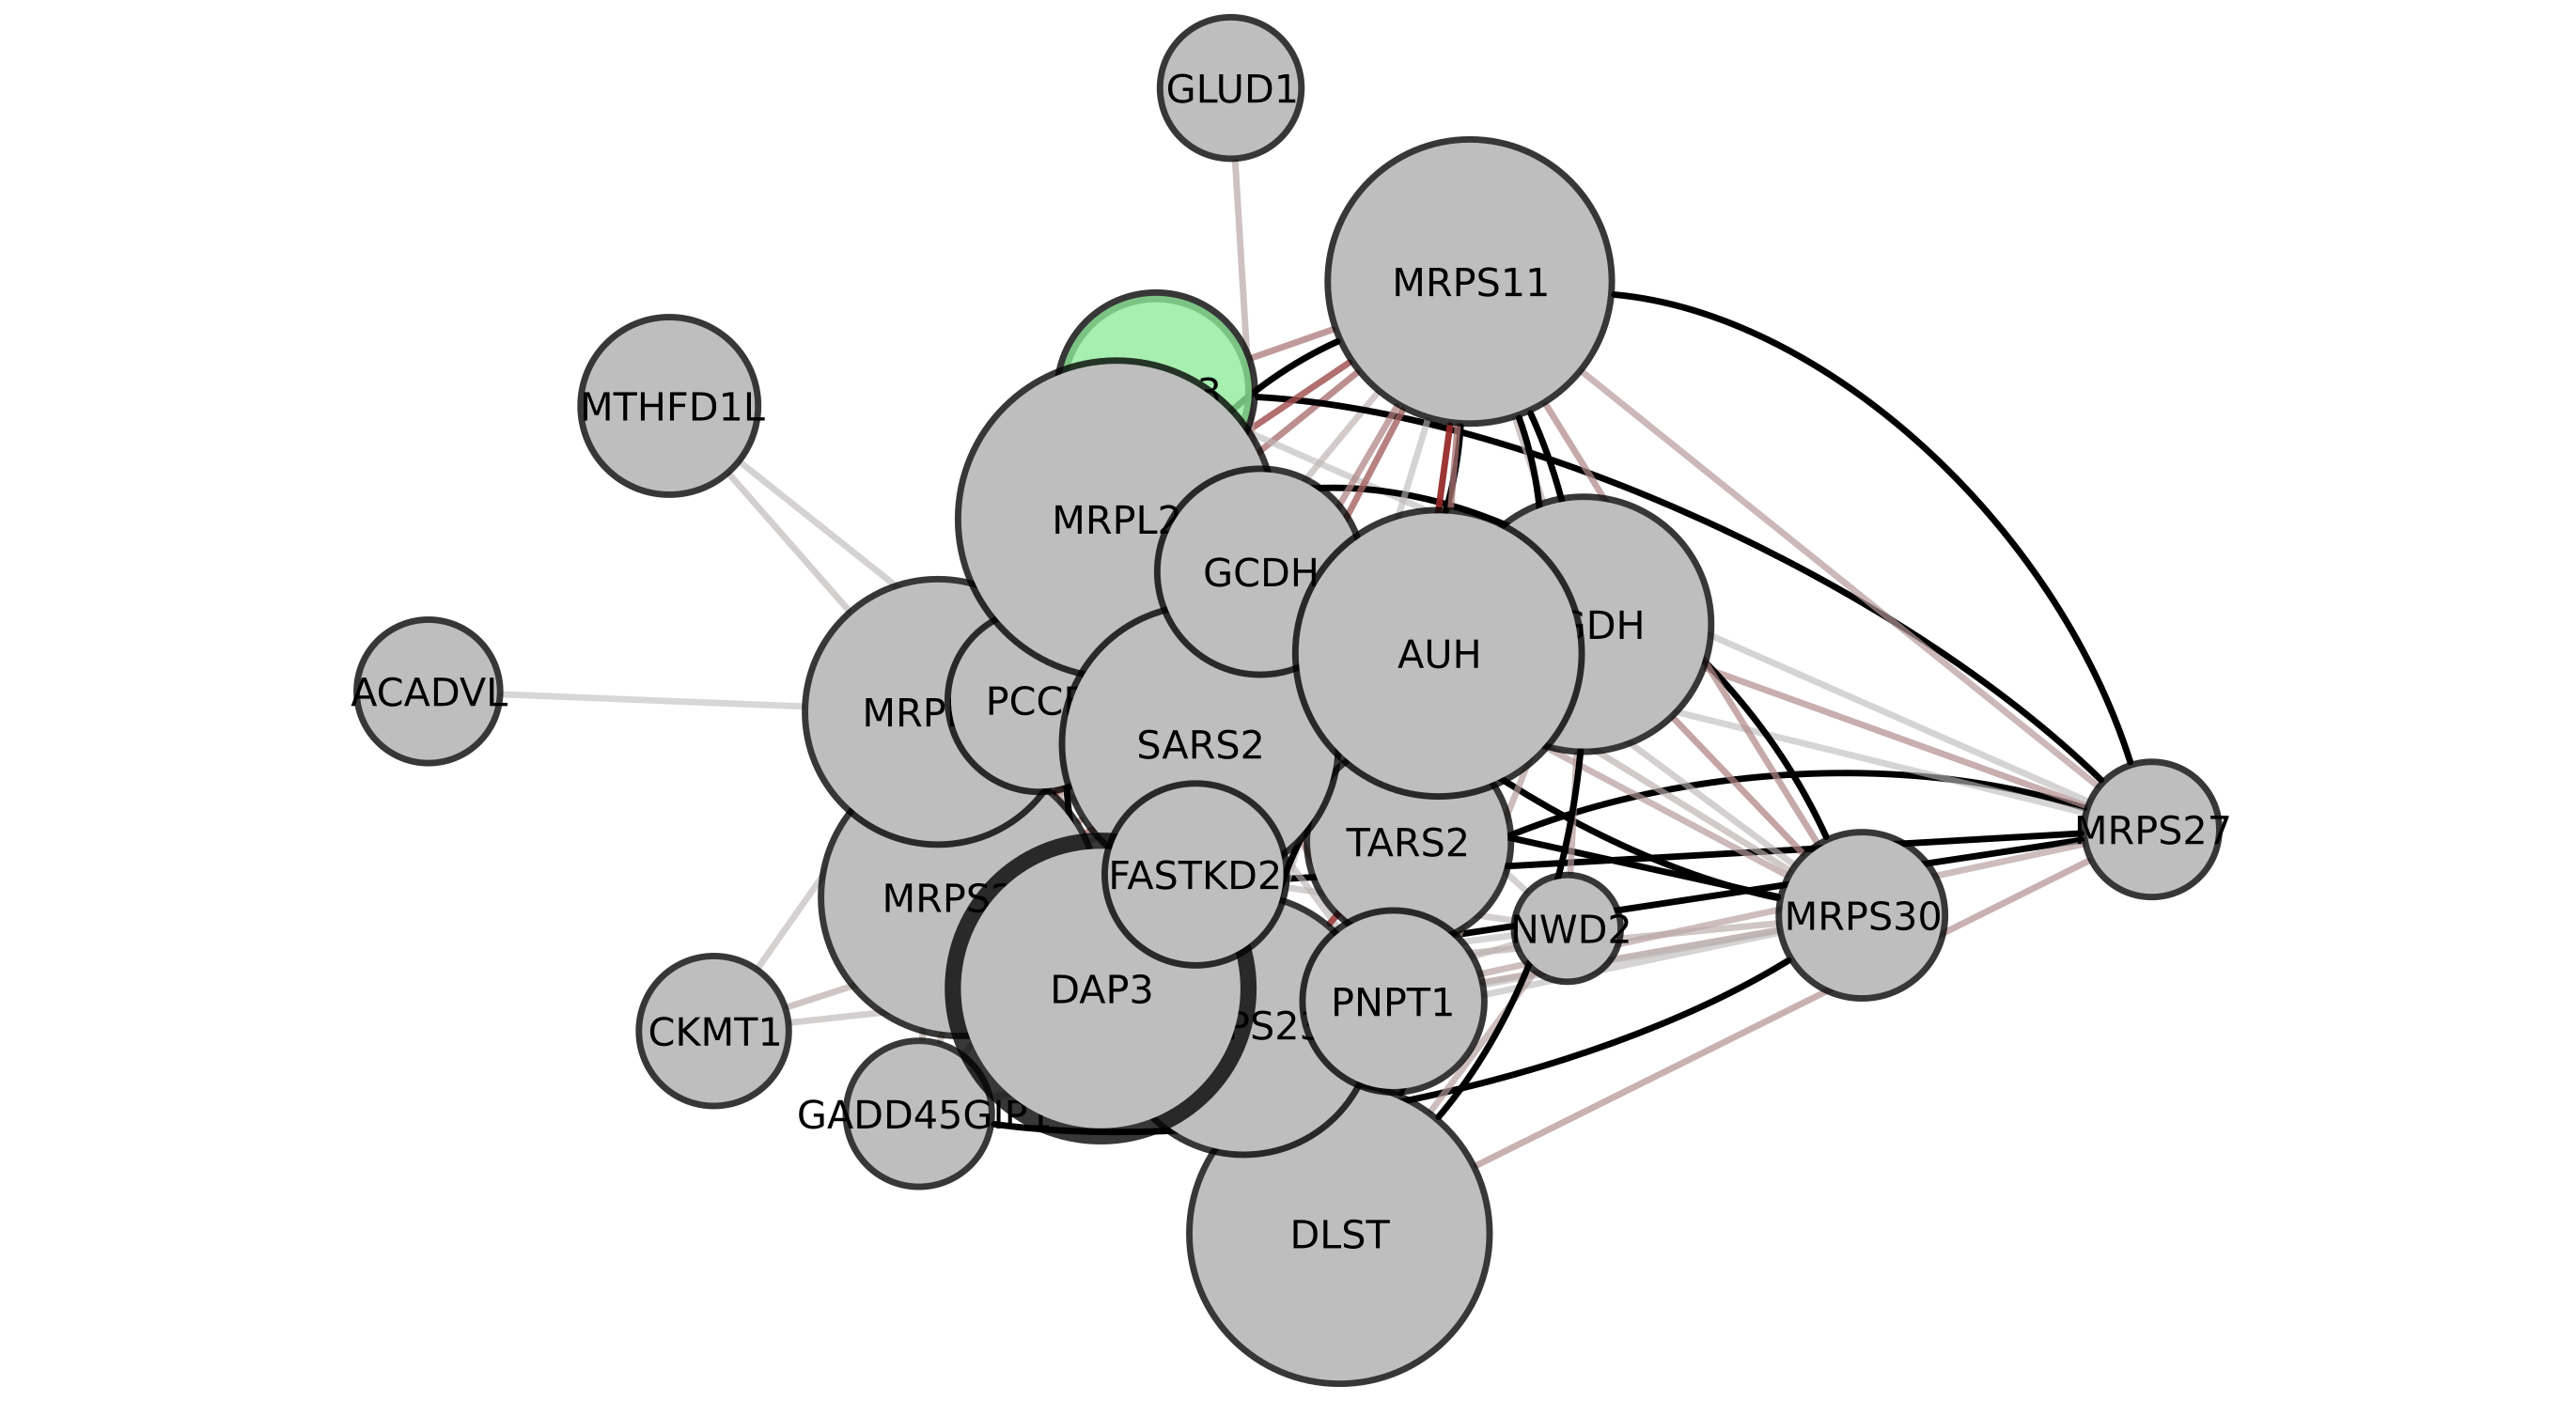 GLUD1
MRPS11
MTHFD1L
MRPL2
GCDH
GDH
AUH
ACADVL
MRP
PCC
SARS2
MRPS27
TARS2
FASTKD2
MRPS
MRPS30
NWD2
DAP3
PNPT1
PS2
CKMT1
GADD45GIP1
DLST